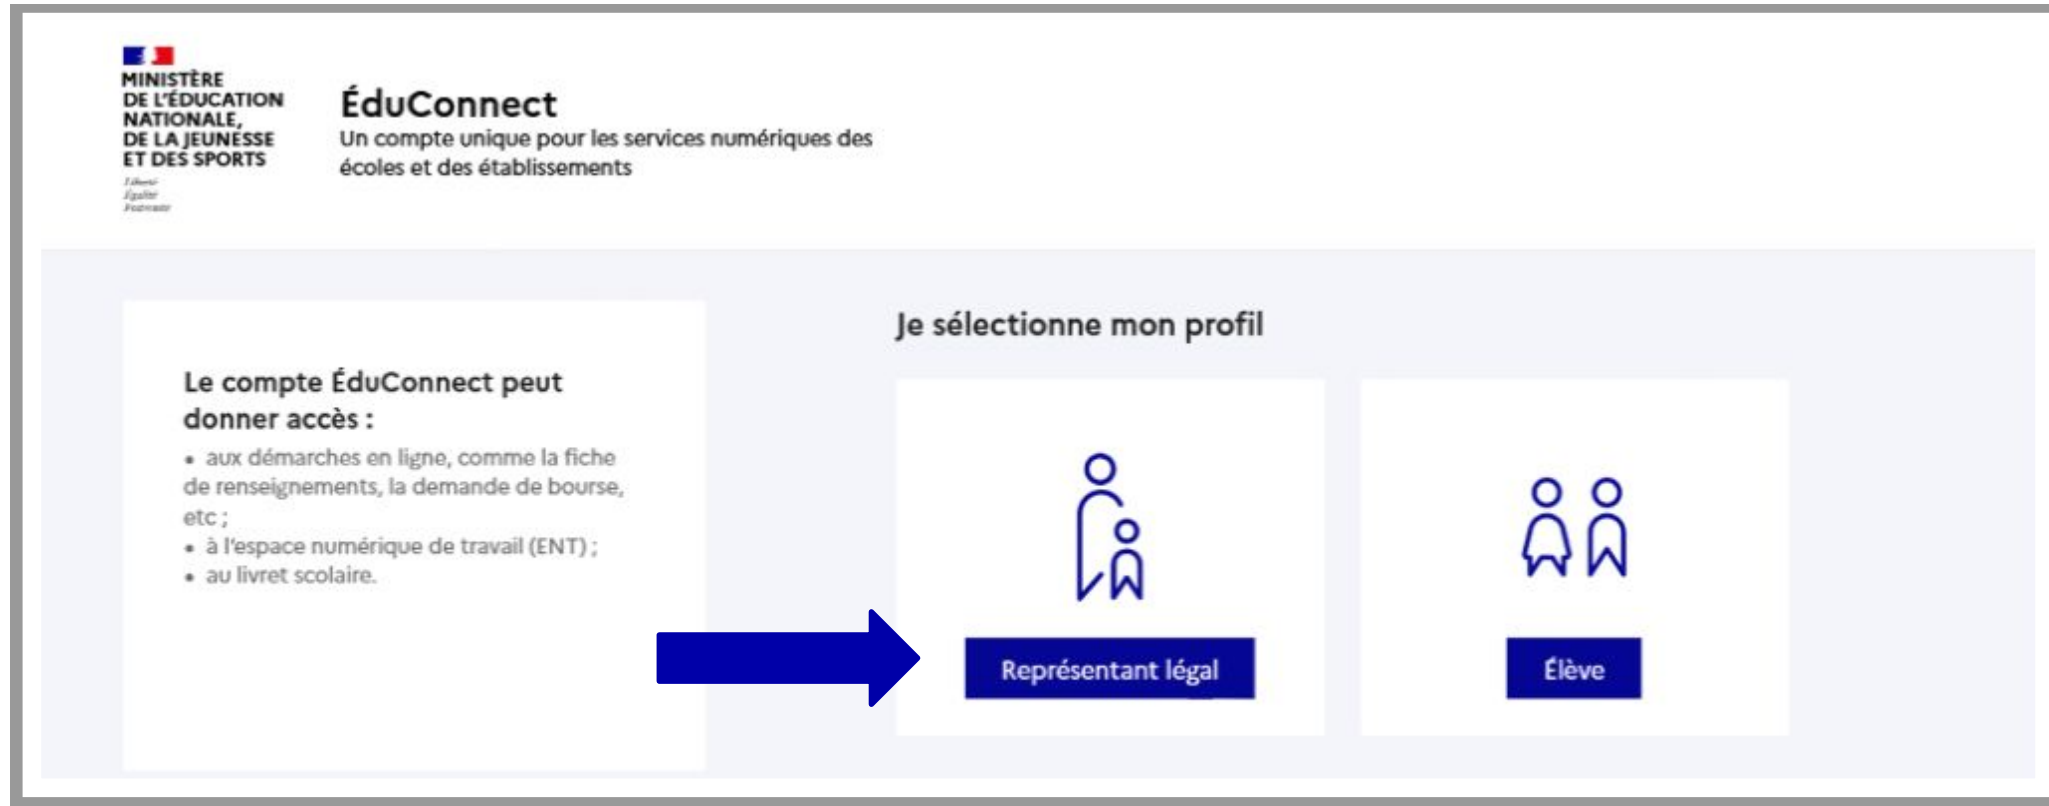 MINISTÈRE
DE L'ÉDUCATION
NATIONALE,
DE LA JEUNESSE
ET DES SPORTS
Liberté
Égalité
Fraternité
ÉduConnect
Un compte unique pour les services numériques des
écoles et des établissements
Le compte ÉduConnect peut
donner accès :
• aux démarches en ligne, comme la fiche
de renseignements, la demande de bourse,
etc ;
• à l'espace numérique de travail (ENT) ;
• au livret scolaire.
Je sélectionne mon profil
Représentant légal
Élève